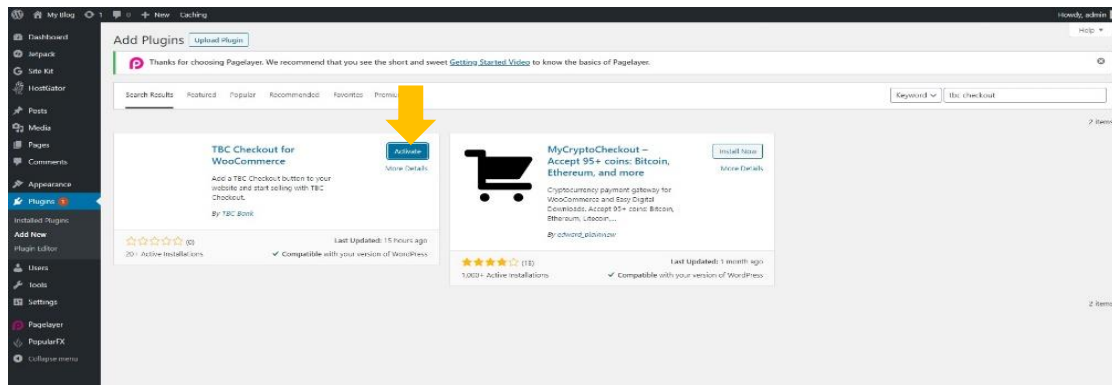 My Blog 1 0 + New Caching Howdy, admin
Help
Dashboard
Jetpack
Site Kit
HostGator
Posts
Media
Pages
Comments
Appearance
Plugins 1
Installed Plugins
Add New
Plugin Editor
Users
Tools
Settings
Pagelayer
PopularFX
Collapse menu
Add Plugins Upload Plugin
Thanks for choosing Pagelayer. We recommend that you see the short and sweet Getting Started Video to know the basics of Pagelayer.
Search Results Featured Popular Recommended Favorites Keyword tbc checkout
2 items
TBC Checkout for
WooCommerce
Activate
More Details
Add a TBC Checkout button to your
website and start selling with TBC
Checkout.
By TBC Bank
(0) Last Updated: 15 hours ago
20+ Active Installations Compatible with your version of WordPress
MyCryptoCheckout –
Accept 95+ coins: Bitcoin,
Ethereum, and more
Install Now
More Details
Cryptocurrency payment gateway for
WooCommerce and Easy Digital
Downloads. Accept 95+ coins: Bitcoin,
Ethereum, Litecoin,...
By edward_plainview
(13) Last Updated: 1 month ago
1,000+ Active Installations Compatible with your version of WordPress
2 items